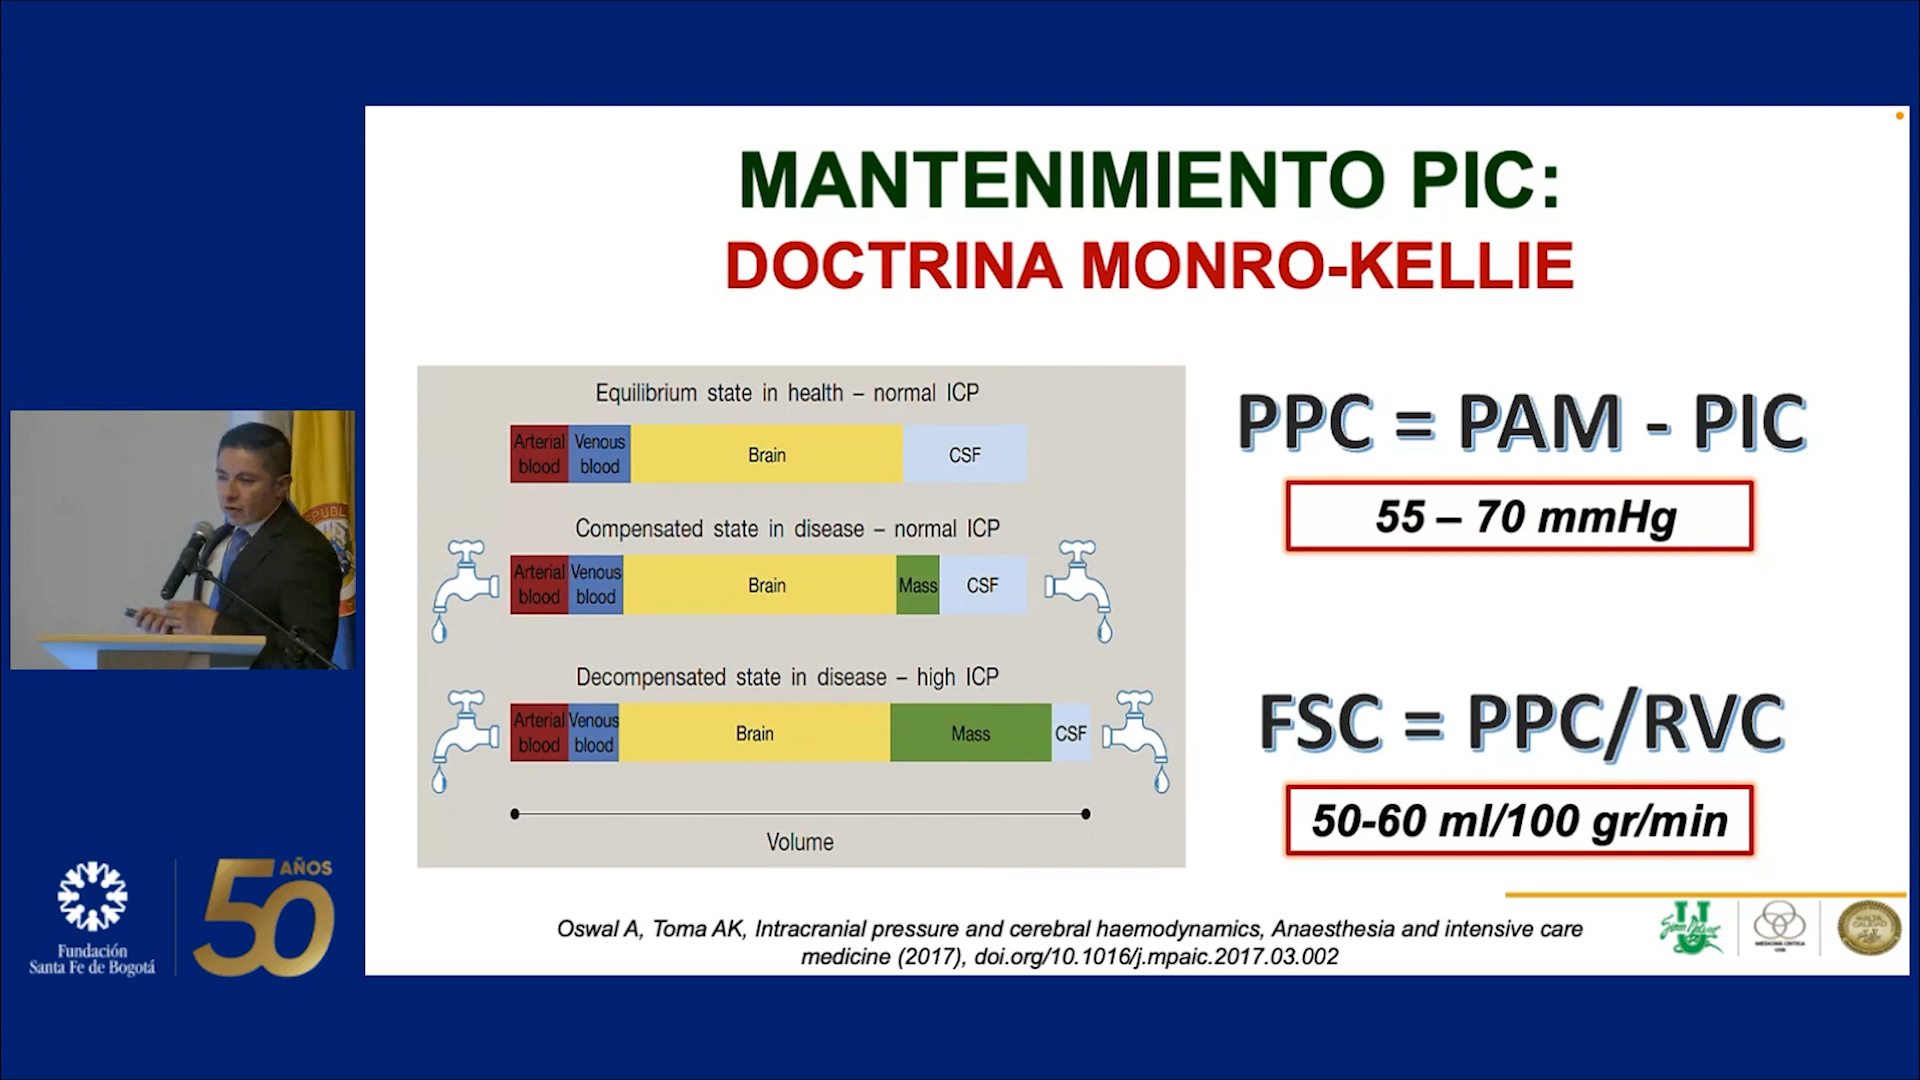 MANTENIMIENTO PIC:
DOCTRINA MONRO-KELLIE
Equilibrium state in health – normal ICP
Arterial blood
Venous blood
Brain
CSF
Compensated state in disease – normal ICP
Arterial blood
Venous blood
Brain
Mass
CSF
Decompensated state in disease – high ICP
Arterial blood
Venous blood
Brain
Mass
CSF
Volume
PPC = PAM - PIC
55 – 70 mmHg
FSC = PPC/RVC
50-60 ml/100 gr/min
Oswal A, Toma AK, Intracranial pressure and cerebral haemodynamics, Anaesthesia and intensive care
medicine (2017), doi.org/10.1016/j.mpaic.2017.03.002
Fundación
Santa Fe de Bogotá
50 AÑOS